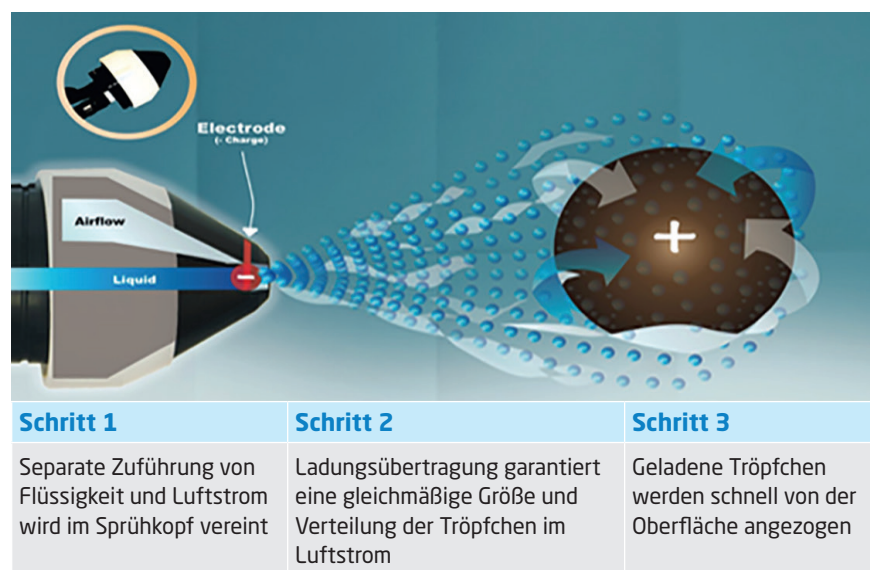 Electrode
(- Charge)
Airflow
Liquid
−
+
Schritt 1
Separate Zuführung von
Flüssigkeit und Luftstrom
wird im Sprühkopf vereint
Schritt 2
Ladungsübertragung garantiert
eine gleichmäßige Größe und
Verteilung der Tröpfchen im
Luftstrom
Schritt 3
Geladene Tröpfchen
werden schnell von der
Oberfläche angezogen